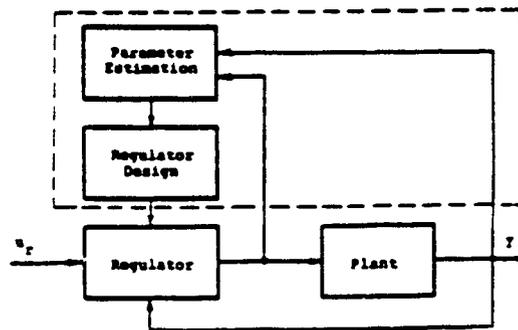 Parameter
Estimation
Regulator
Design
u_r
Regulator
Plant
Y